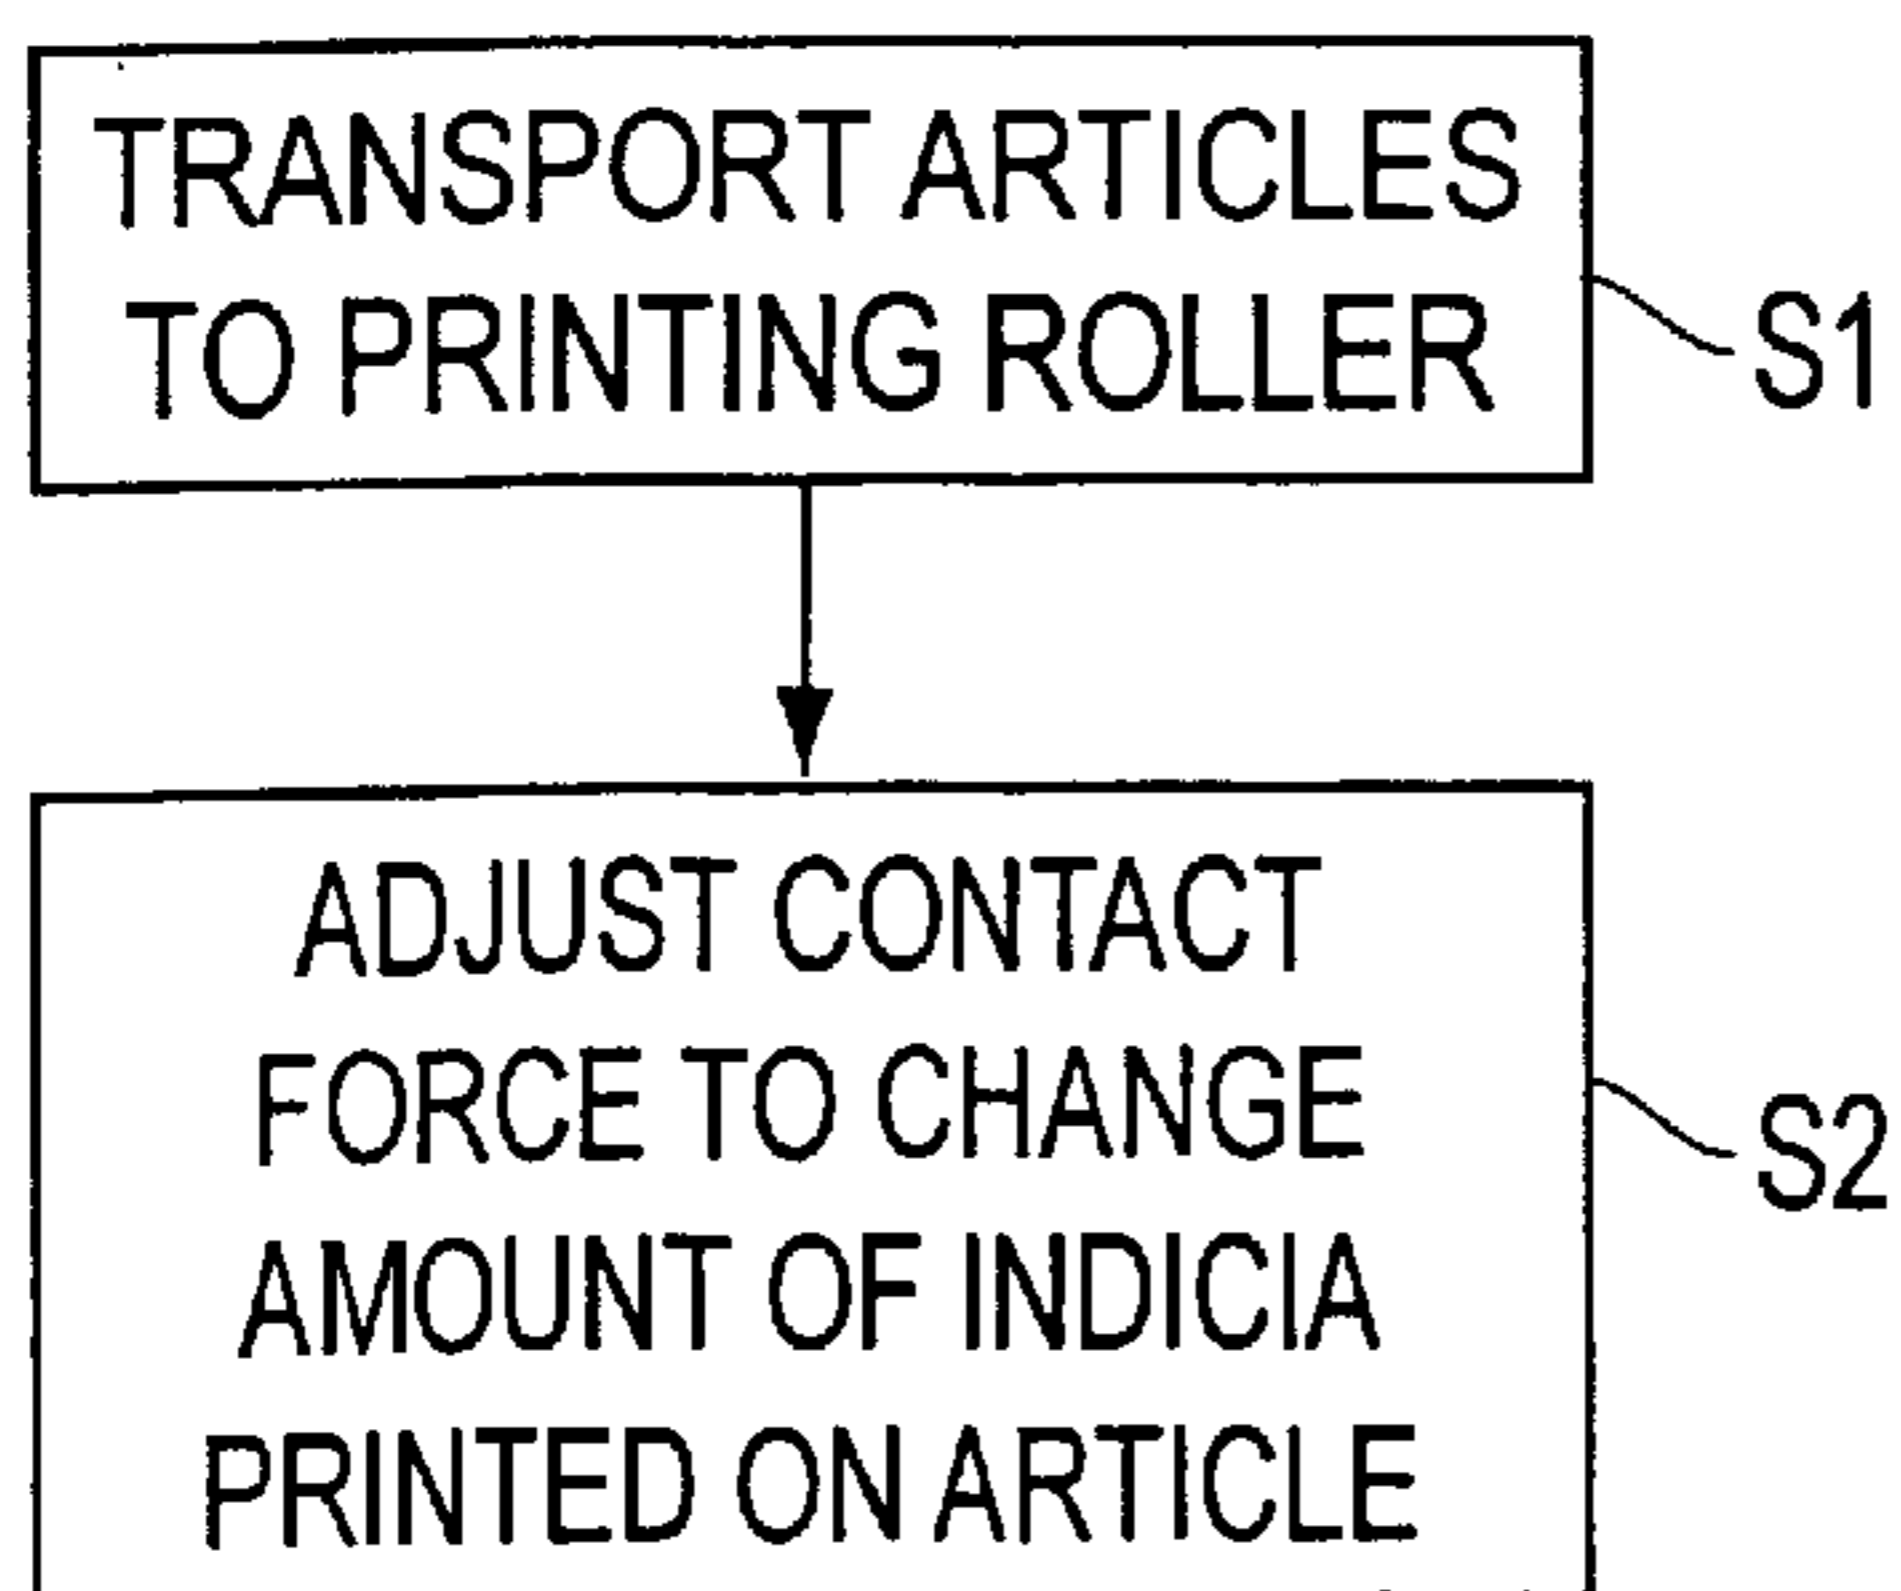 TRANSPORT ARTICLES
TO PRINTING ROLLER
S1
ADJUST CONTACT
FORCE TO CHANGE
S2
AMOUNT OF INDICIA
PRINTED ON ARTICLE